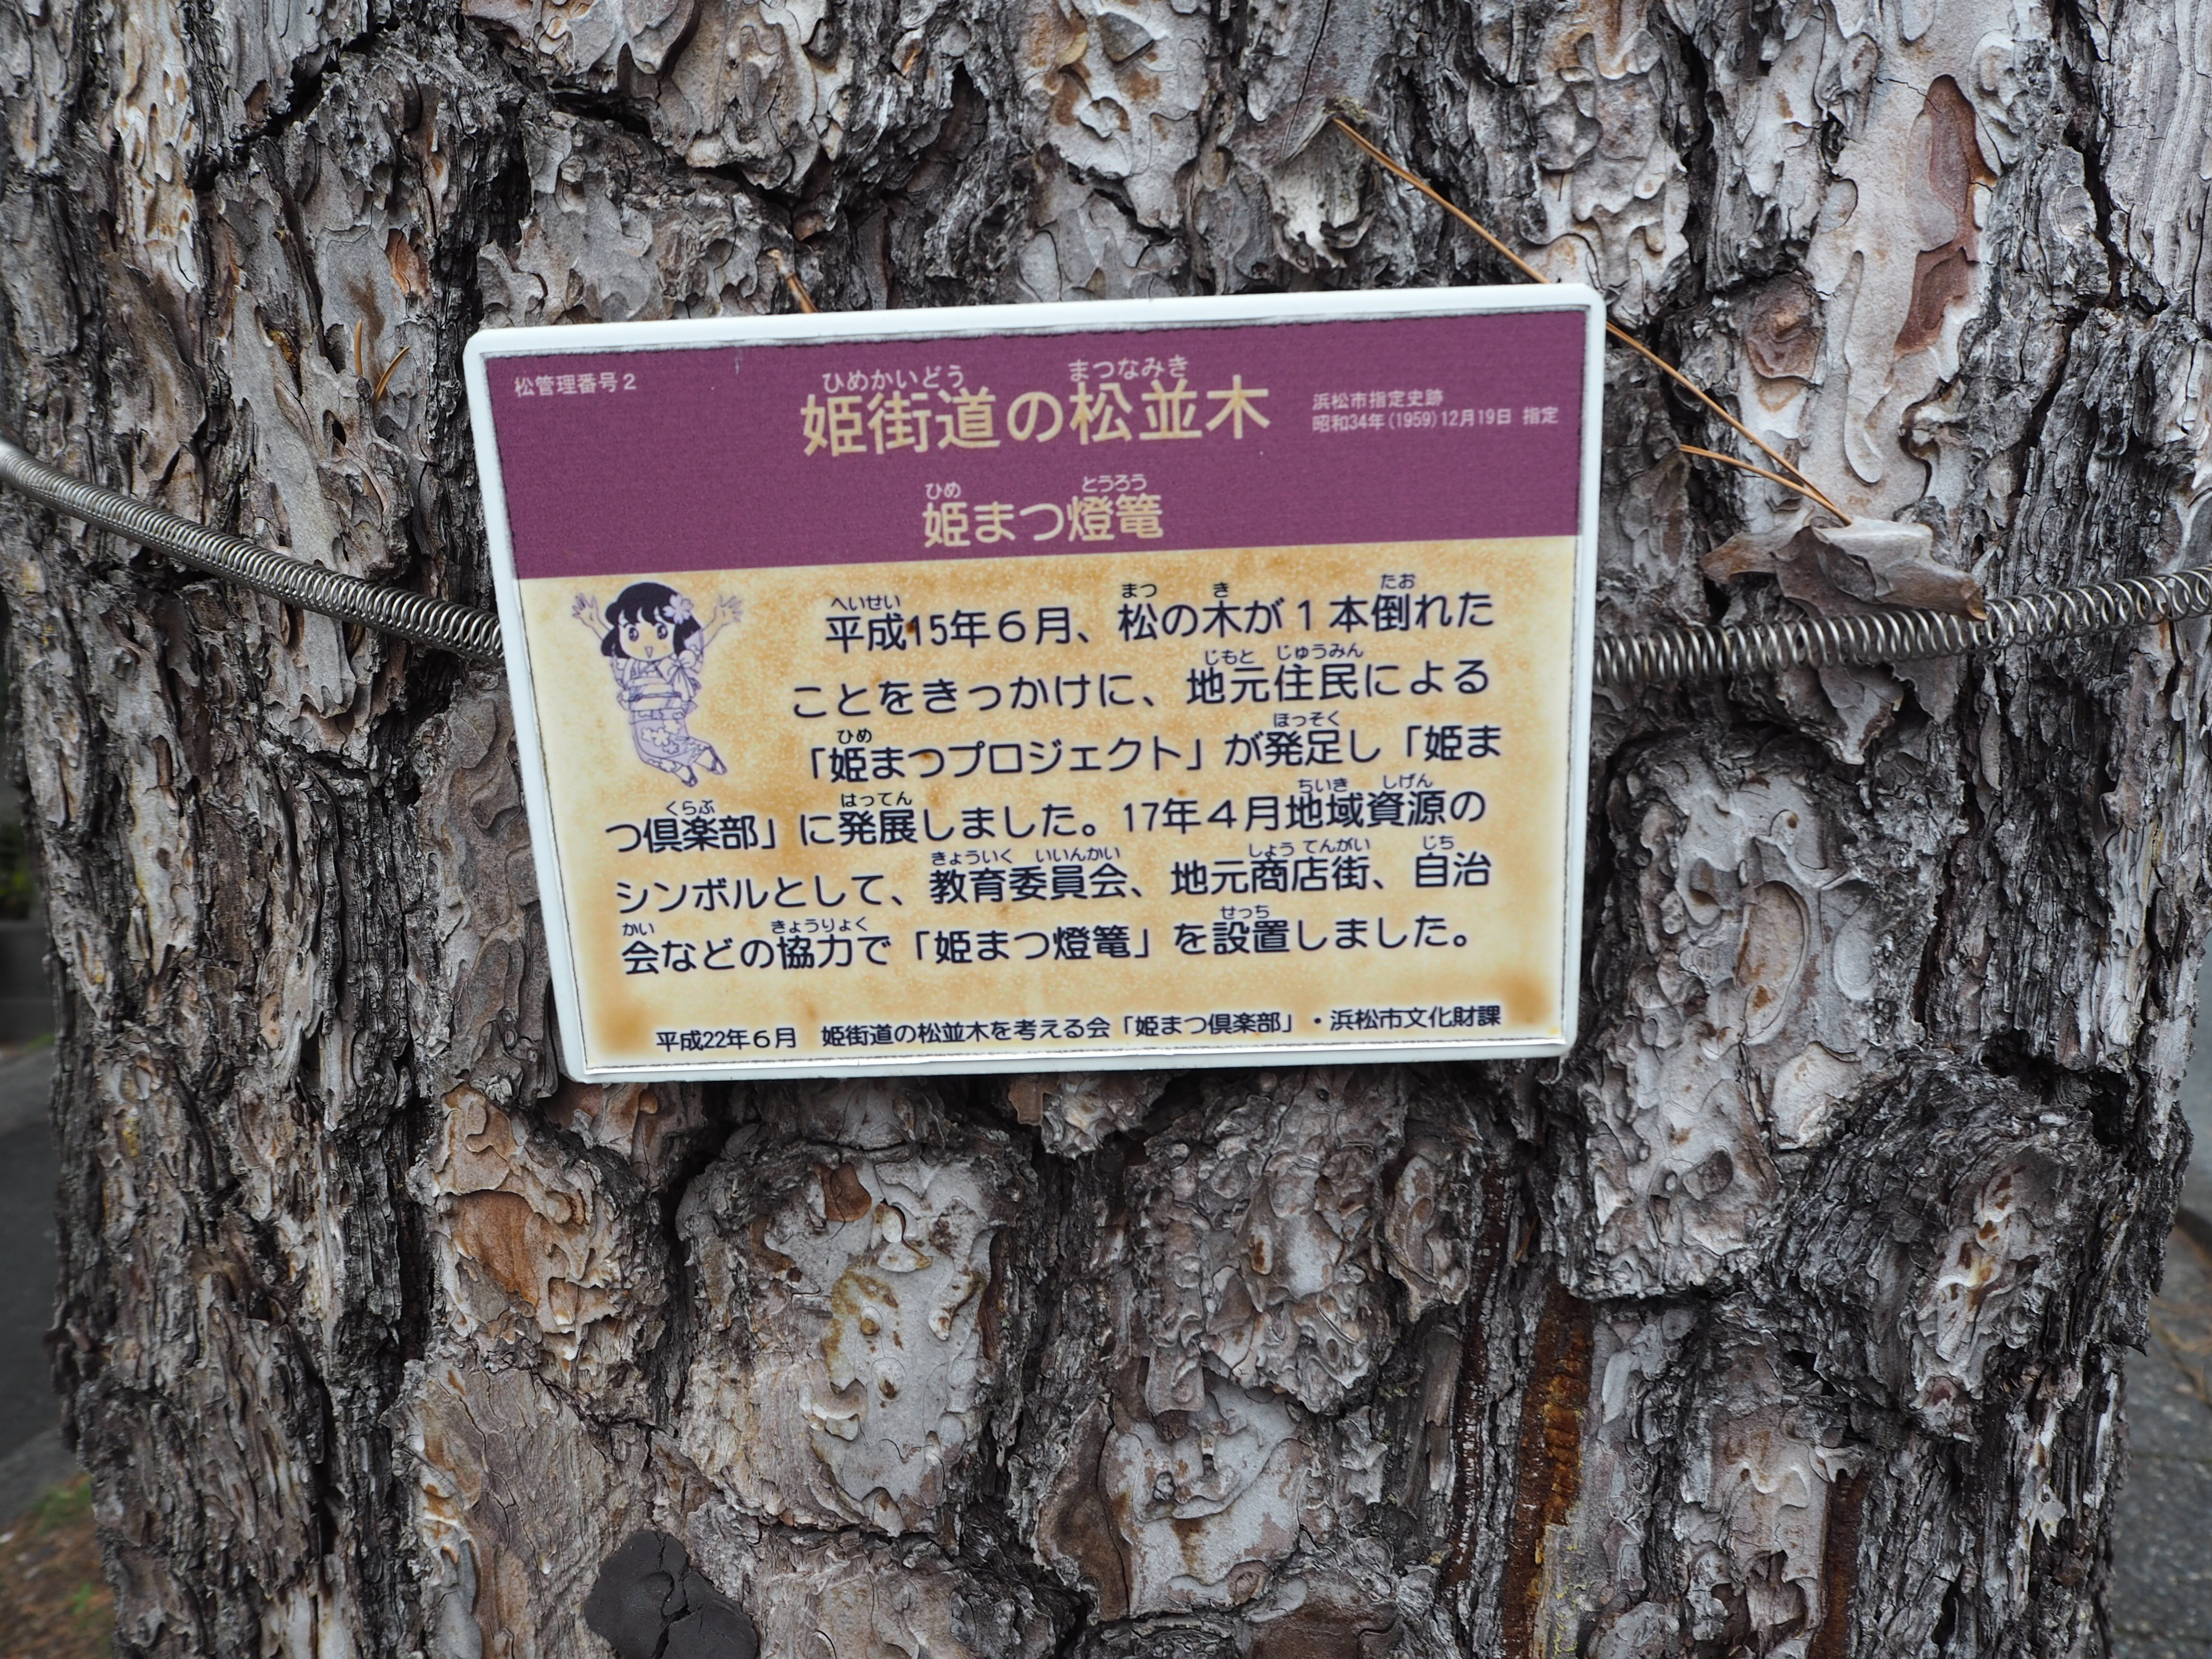 松管理番号2
ひめかいどう まつなみき
姫街道の松並木
浜松市指定史跡
昭和34年(1959)12月19日 指定
ひめ とうろう
姫まつ燈篭
へいせい まつ き たお
平成15年6月、松の木が1本倒れた
じもと じゅうみん
ことをきっかけに、地元住民による
ひめ ほっそく
「姫まつプロジェクト」が発足し「姫ま
くらぶ はってん ちいき しげん
つ倶楽部」に発展しました。17年4月地域資源の
きょういく いいんかい しょう てんがい じち
シンボルとして、教育委員会、地元商店街、自治
かい きょうりょく せっち
会などの協力で「姫まつ燈篭」を設置しました。
平成22年6月 姫街道の松並木を考える会「姫まつ倶楽部」・浜松市文化財課